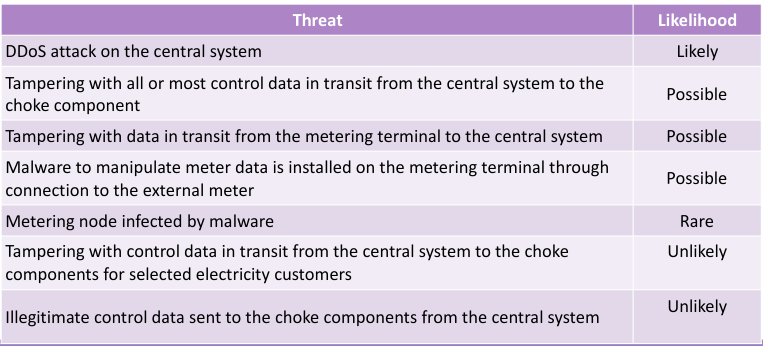 Threat Likelihood
DDoS attack on the central system Likely
Tampering with all or most control data in transit from the central system to the
choke component Possible
Tampering with data in transit from the metering terminal to the central system Possible
Malware to manipulate meter data is installed on the metering terminal through
connection to the external meter Possible
Metering node infected by malware Rare
Tampering with control data in transit from the central system to the choke Unlikely
components for selected electricity customers
Illegitimate control data sent to the choke components from the central system Unlikely